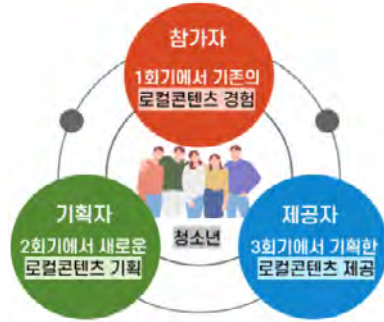 참가자
1회기에서 기존의
로컬콘텐츠 경험
기획자
2회기에서 새로운
로컬콘텐츠 기획
청소년
제공자
3회기에서 기획한
로컬콘텐츠 제공